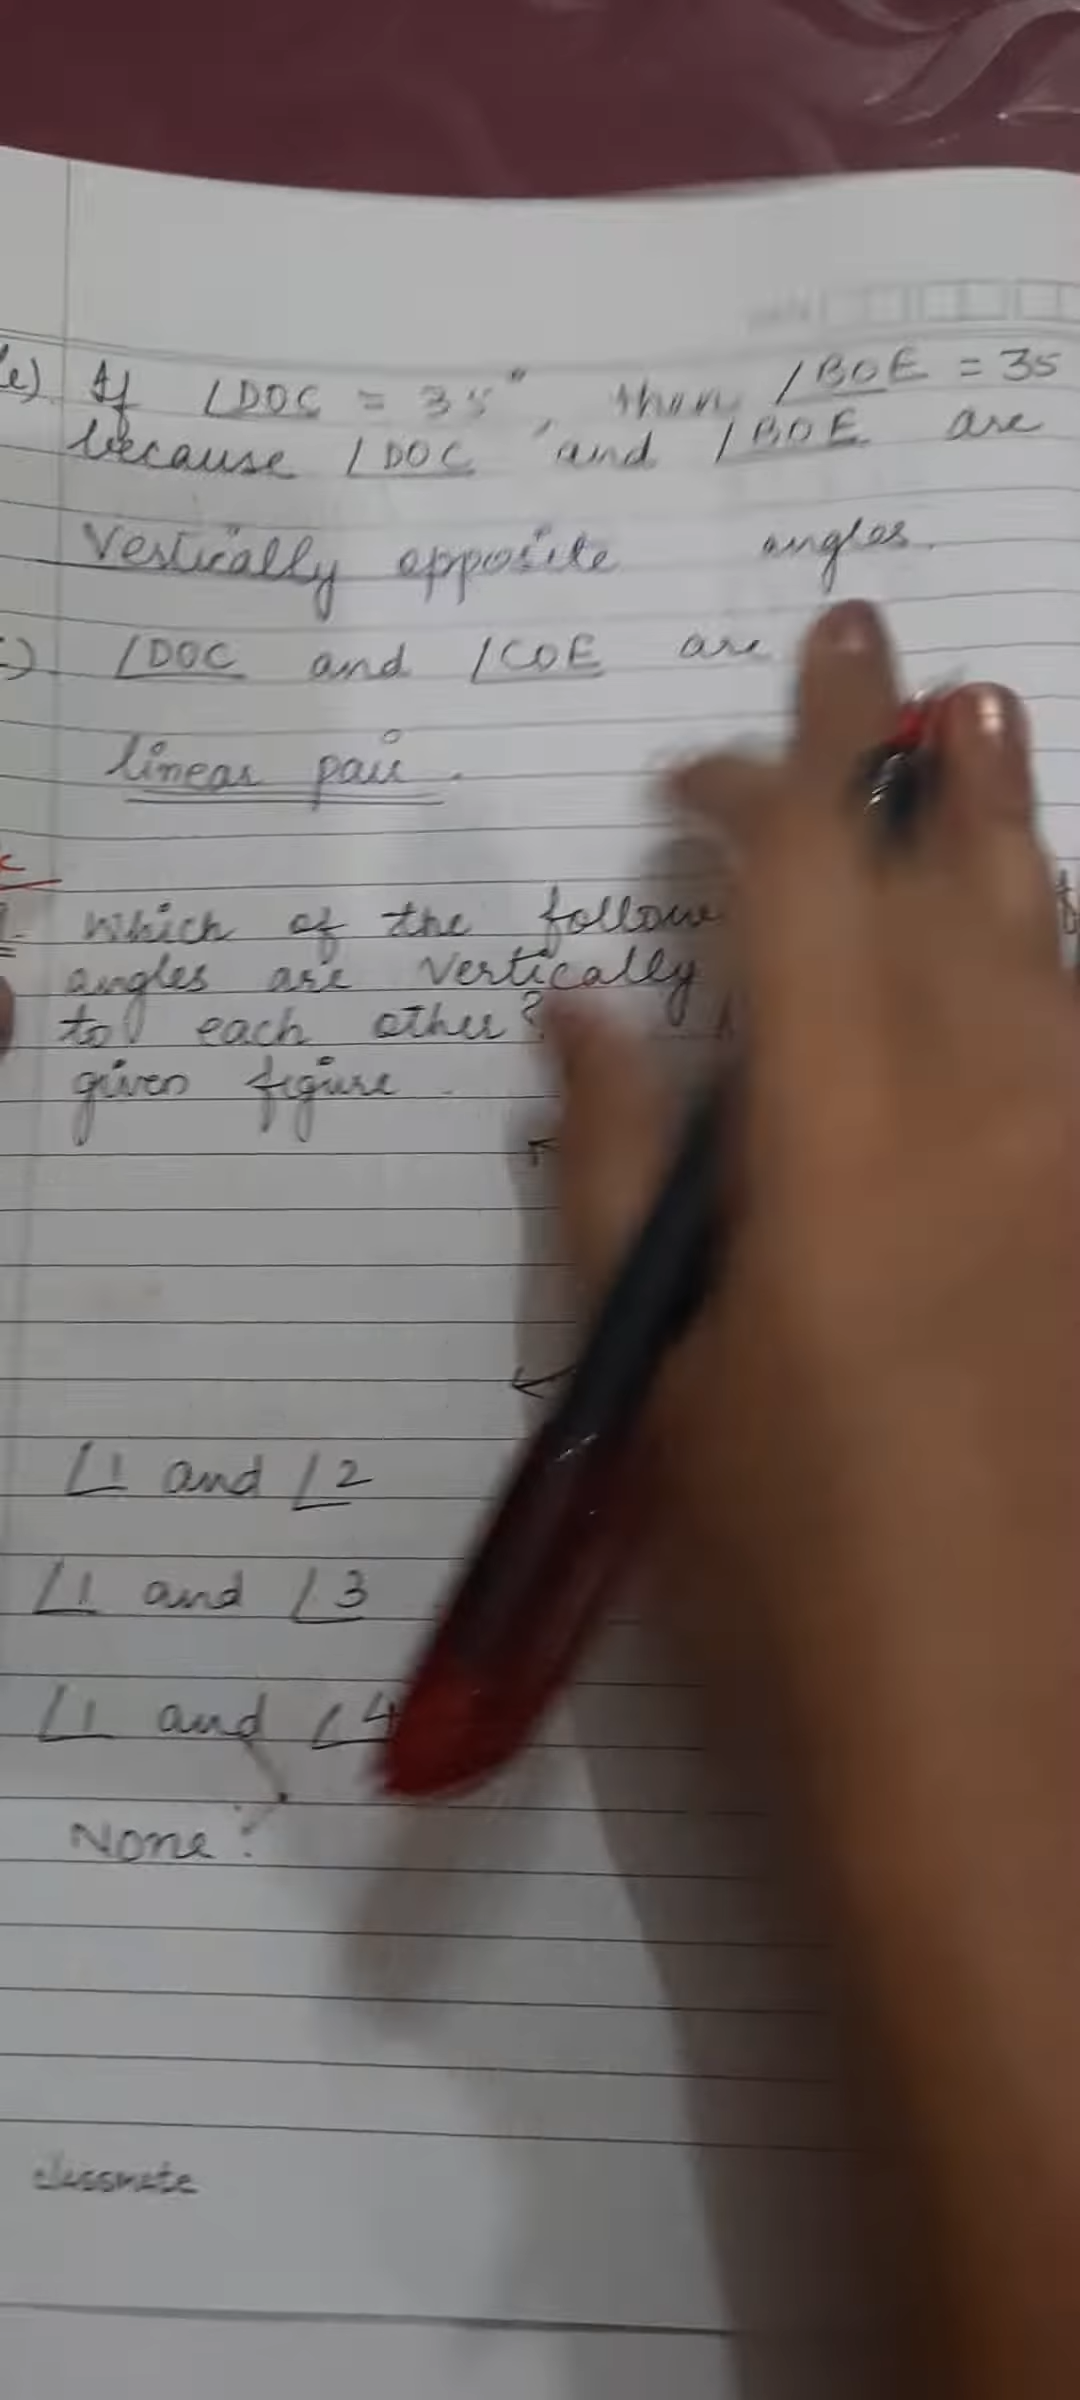 e) If ∠DOC = 35°, then ∠BOE = 35
because ∠DOC and ∠BOE are
Vertically opposite angles.
∠DOC and ∠COE are
linear pair.
Which of the
angles are vertically
to each other?
given figure.
∠1 and ∠2
∠1 and ∠3
∠1 and ∠4
None.
classmate